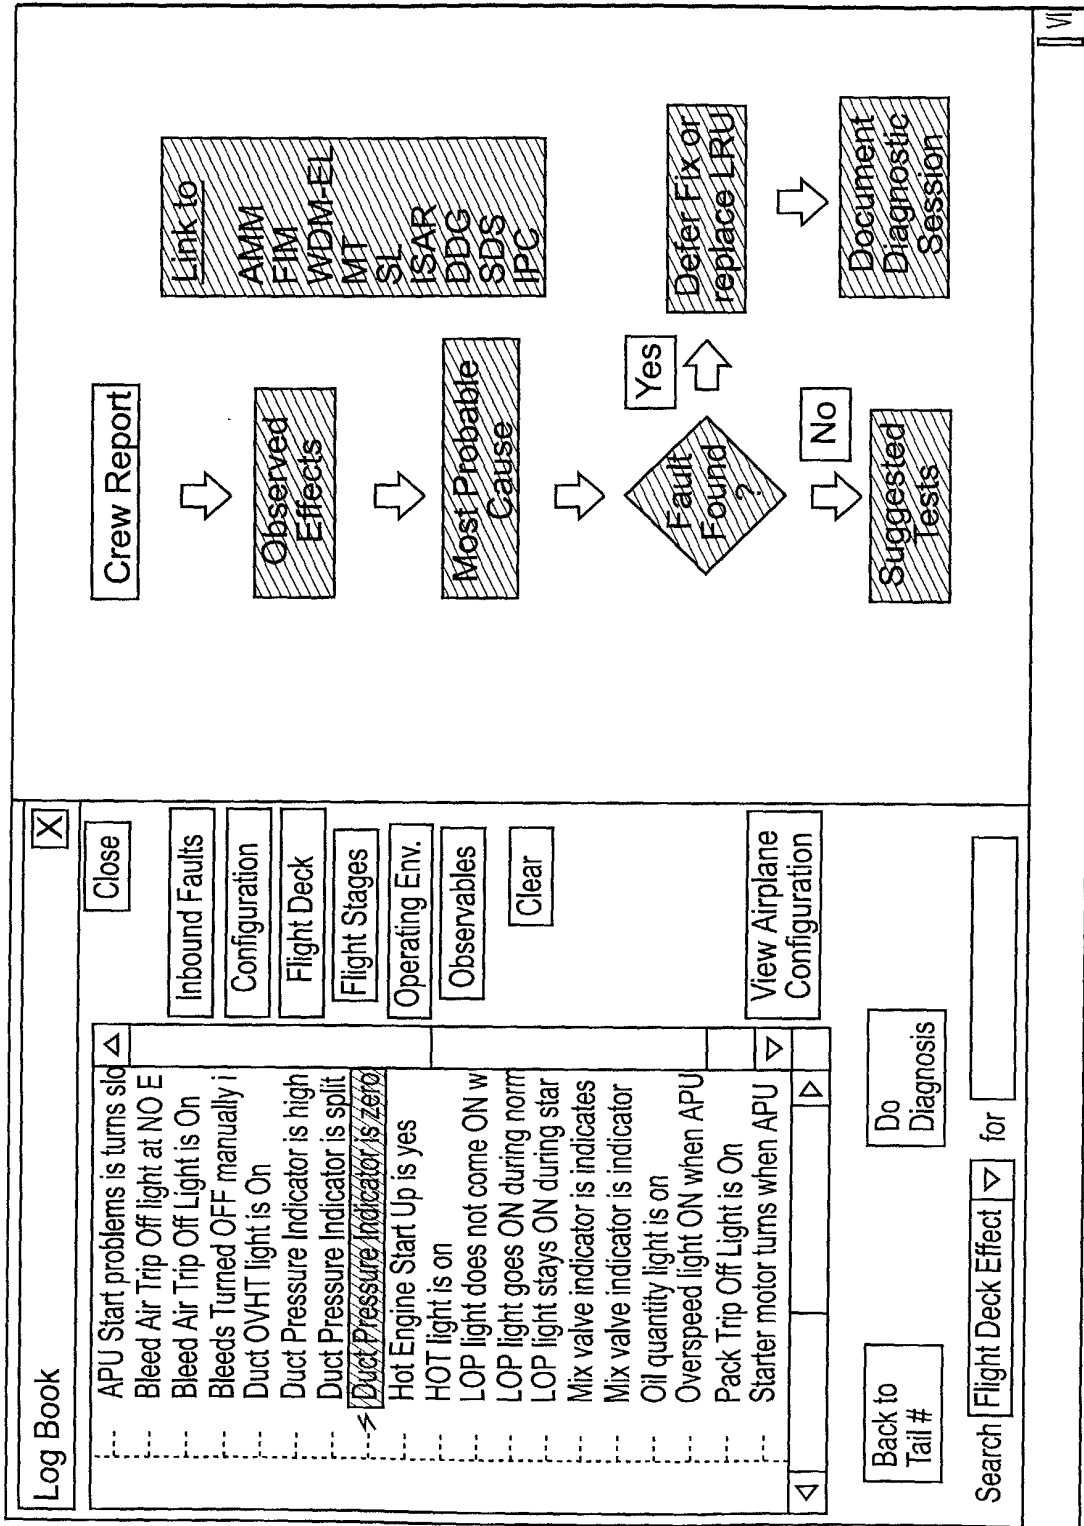 Log Book
X
APU Start problems is turns slo
Bleed Air Trip Off light at NO E
Bleed Air Trip Off Light is On
Bleeds Turned OFF manually i
Duct OVHT light is On
Duct Pressure Indicator is high
Duct Pressure Indicator is split
Duct Pressure Indicator is zero
Hot Engine Start Up is yes
HOT light is on
LOP light does not come ON w
LOP light goes ON during norm
LOP light stays ON during star
Mix valve indicator is indicates
Mix valve indicator is indicator
Oil quantity light is on
Overspeed light ON when APU
Pack Trip Off Light is On
Starter motor turns when APU
Close
Inbound Faults
Configuration
Flight Deck
Flight Stages
Operating Env.
Observables
Clear
View Airplane
Configuration
Back to
Tail #
Do
Diagnosis
Search Flight Deck Effect for
Crew Report
Observed
Effects
Most Probable
Cause
Fault
Found
?
Yes
No
Suggested
Tests
Defer Fix or
replace LRU
Document
Diagnostic
Session
Link to
AMM
FIM
WDM-EL
MT
SL
ISAR
DDG
SDS
IPC